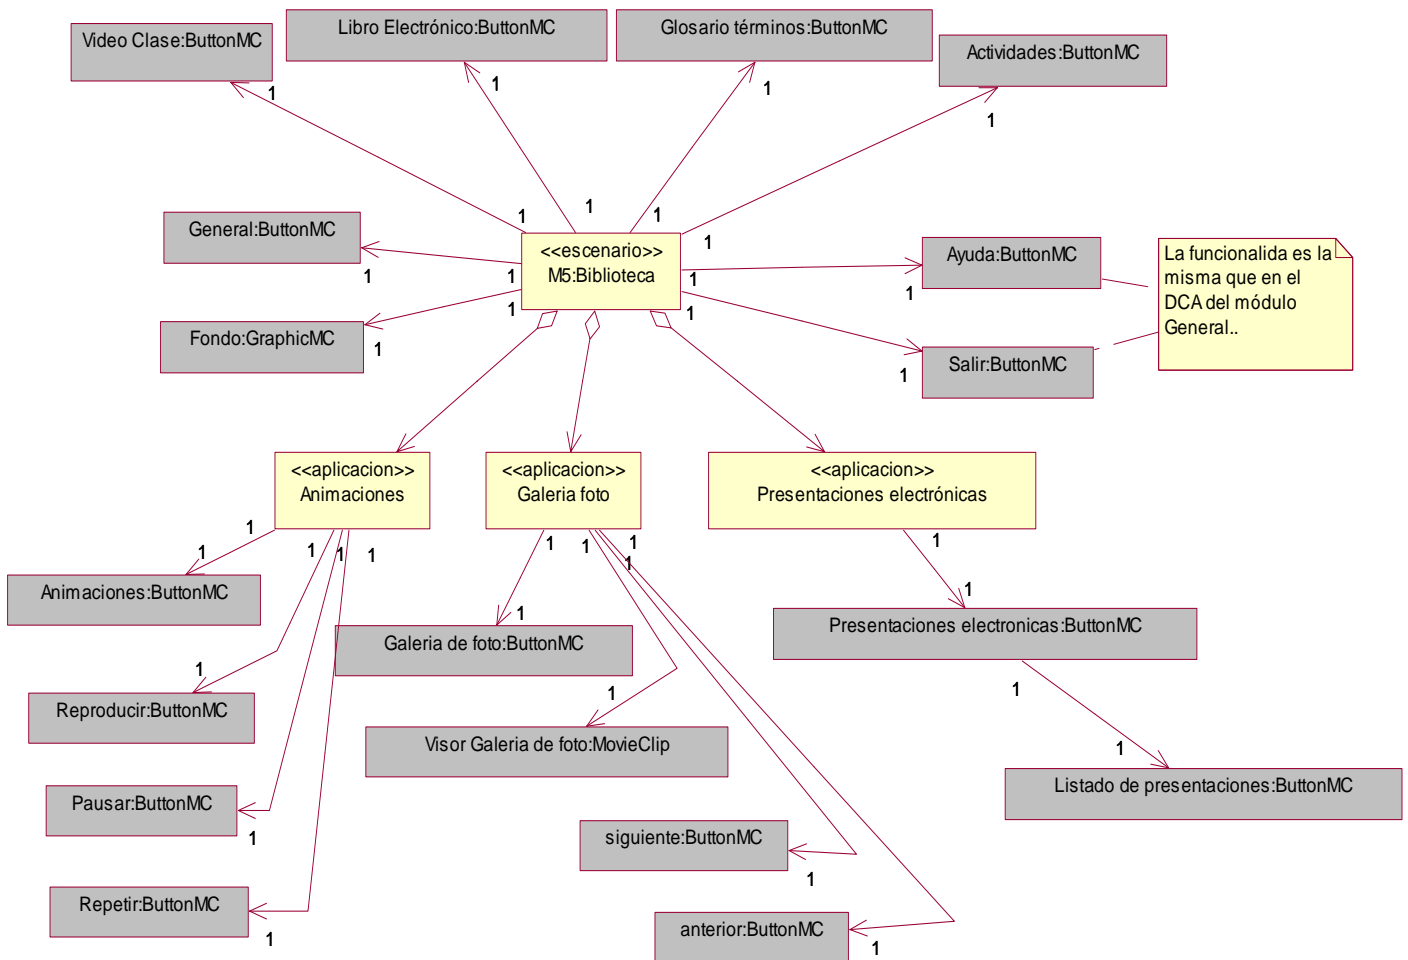 Video Clase:ButtonMC
Libro Electrónico:ButtonMC
Glosario términos:ButtonMC
Actividades:ButtonMC
1
1
1
1
1
1
1
1
General:ButtonMC
1
1
<<escenario>>
M5:Biblioteca
Ayuda:ButtonMC
1
1
La funcionalida es la
misma que en el
DCA del módulo
General..
Fondo:GraphicMC
1
1
Salir:ButtonMC
1
1
<<aplicacion>>
Animaciones
<<aplicacion>>
Galeria foto
<<aplicacion>>
Presentaciones electrónicas
1
1
1
1
1
1
1
1
1
Animaciones:ButtonMC
1
Reproducir:ButtonMC
1
Pausar:ButtonMC
1
Repetir:ButtonMC
1
Galeria de foto:ButtonMC
1
Visor Galeria de foto:MovieClip
1
siguiente:ButtonMC
1
anterior:ButtonMC
1
Presentaciones electronicas:ButtonMC
1
1
1
Listado de presentaciones:ButtonMC